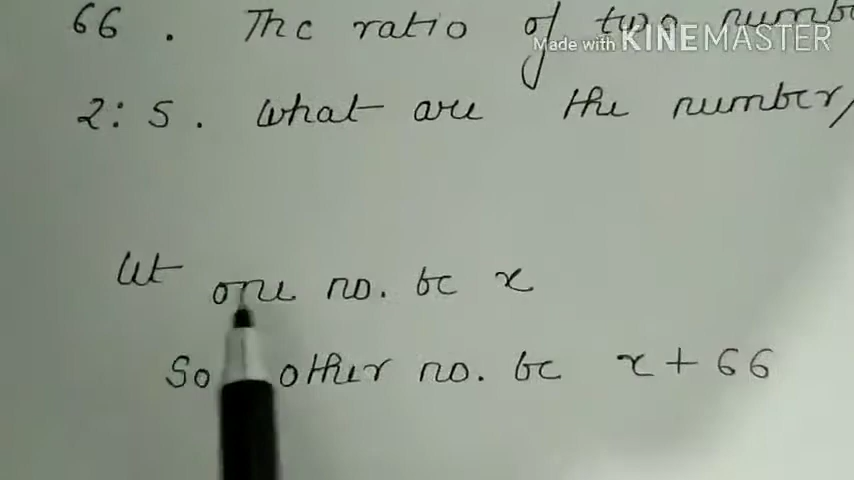 66. The ratio of two numb
Made with KINEMASTER
2:5. What are the number
Let one no. be x
So other no. be x + 66